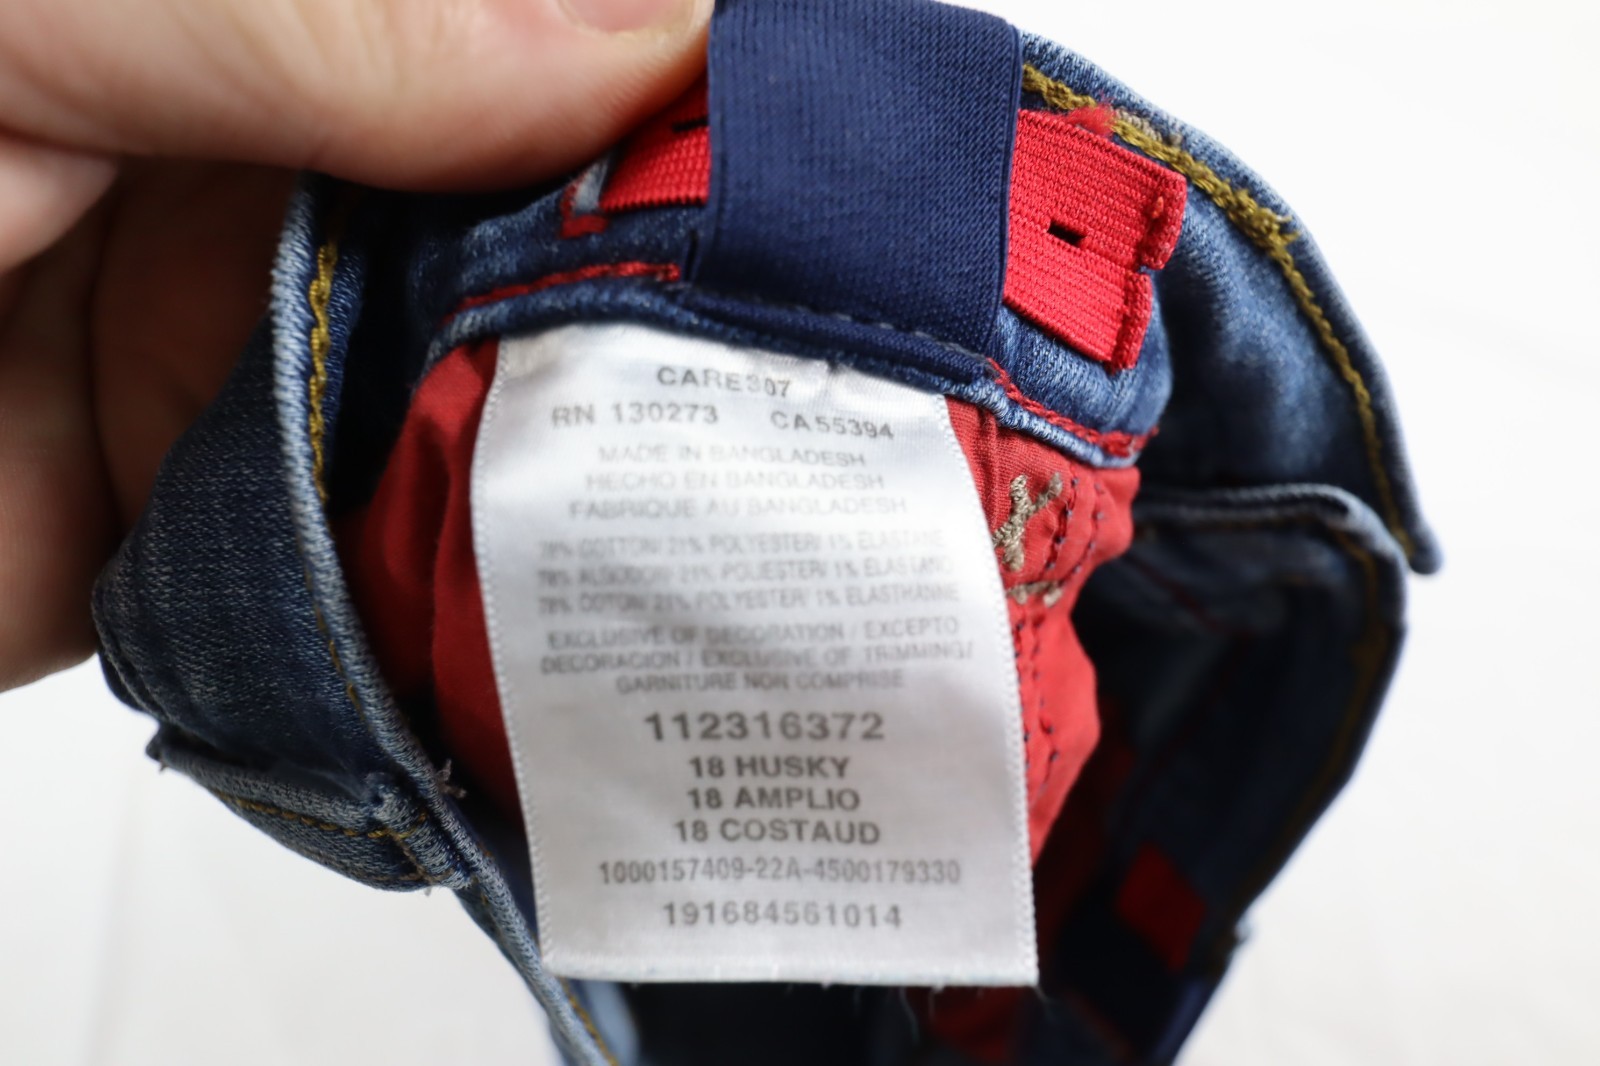 CARE307
RN 130273 CA55394
MADE IN BANGLADESH
HECHO EN BANGLADESH
FABRIQUE AU BANGLADESH
78% COTTON/ 21% POLYESTER/ 1% ELASTANE
78% ALGODON/ 21% POLIESTER/ 1% ELASTANO
78% COTON/ 21% POLYESTER/ 1% ELASTHANNE
EXCLUSIVE OF DECORATION / EXCEPTO
DECORACION / EXCLUSIVE OF TRIMMING/
GARNITURE NON COMPRISE
112316372
18 HUSKY
18 AMPLIO
18 COSTAUD
1000157409-22A-4500179330
191684561014